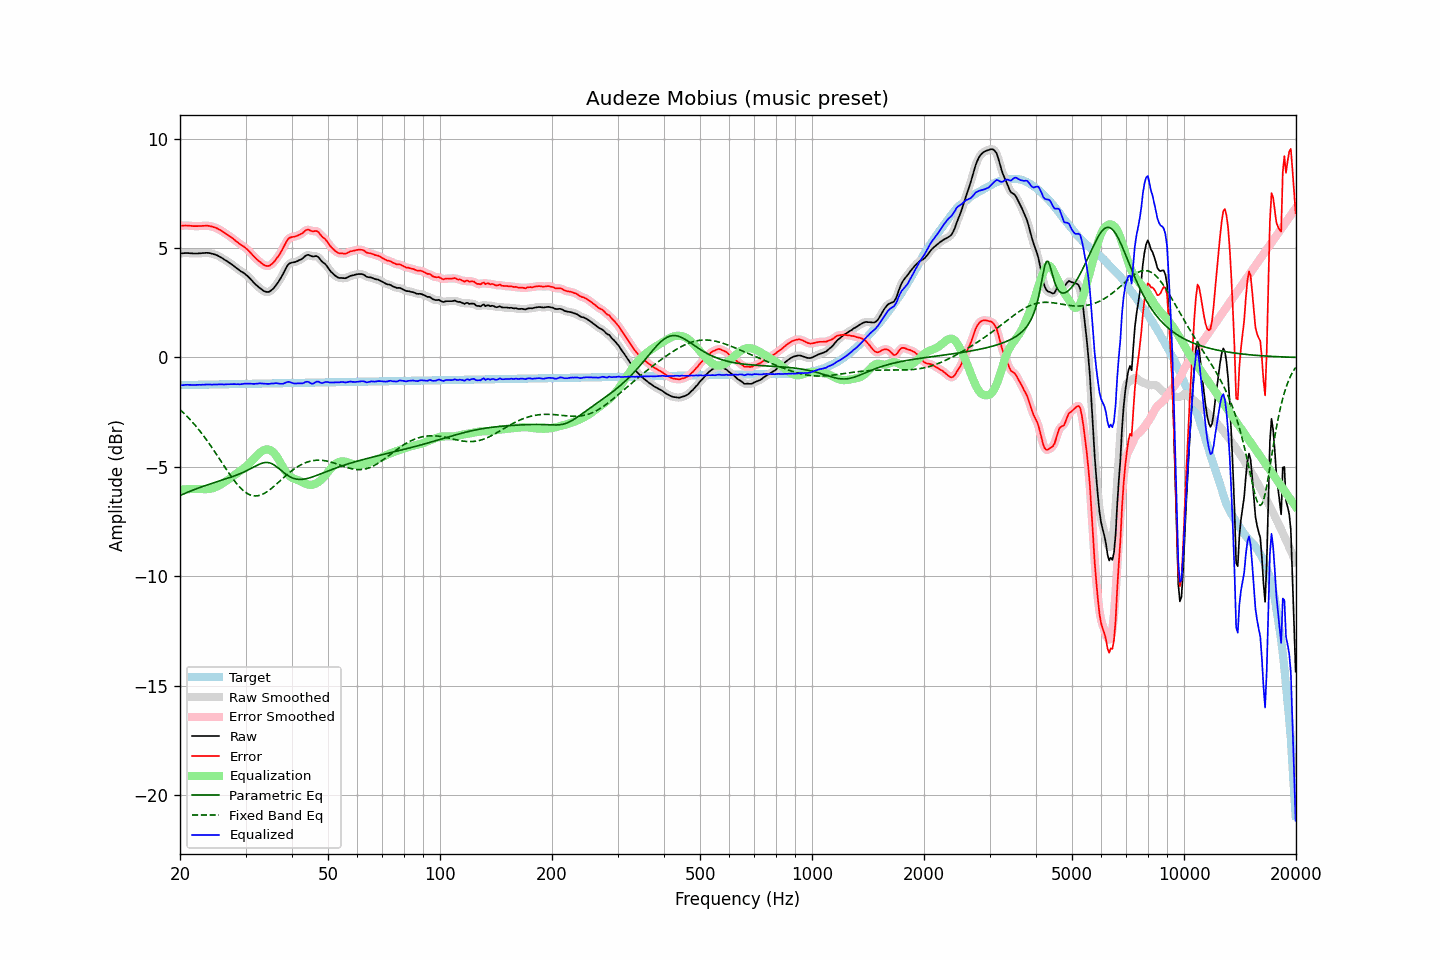 Audeze Mobius (music preset)
10
5
0
−5
−10
−15
−20
Amplitude (dBr)
Target
Raw Smoothed
Error Smoothed
Raw
Error
Equalization
Parametric Eq
Fixed Band Eq
Equalized
20 50 100 200 500 1000 2000 5000 10000 20000
Frequency (Hz)